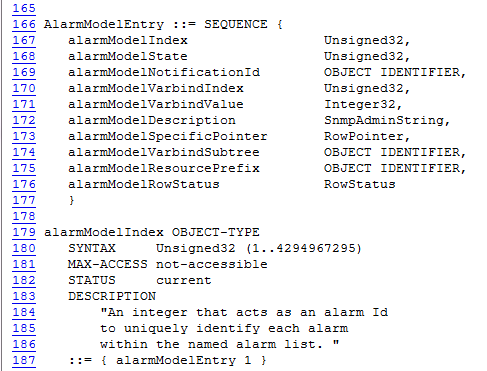 165
166 AlarmModelEntry ::= SEQUENCE {
167    alarmModelIndex                 Unsigned32,
168    alarmModelState                 Unsigned32,
169    alarmModelNotificationId        OBJECT IDENTIFIER,
170    alarmModelVarbindIndex          Unsigned32,
171    alarmModelVarbindValue          Integer32,
172    alarmModelDescription           SnmpAdminString,
173    alarmModelSpecificPointer       RowPointer,
174    alarmModelVarbindSubtree        OBJECT IDENTIFIER,
175    alarmModelResourcePrefix        OBJECT IDENTIFIER,
176    alarmModelRowStatus             RowStatus
177    }
178
179 alarmModelIndex OBJECT-TYPE
180    SYNTAX     Unsigned32 (1..4294967295)
181    MAX-ACCESS not-accessible
182    STATUS     current
183    DESCRIPTION
184        "An integer that acts as an alarm Id
185        to uniquely identify each alarm
186        within the named alarm list. "
187    ::= { alarmModelEntry 1 }